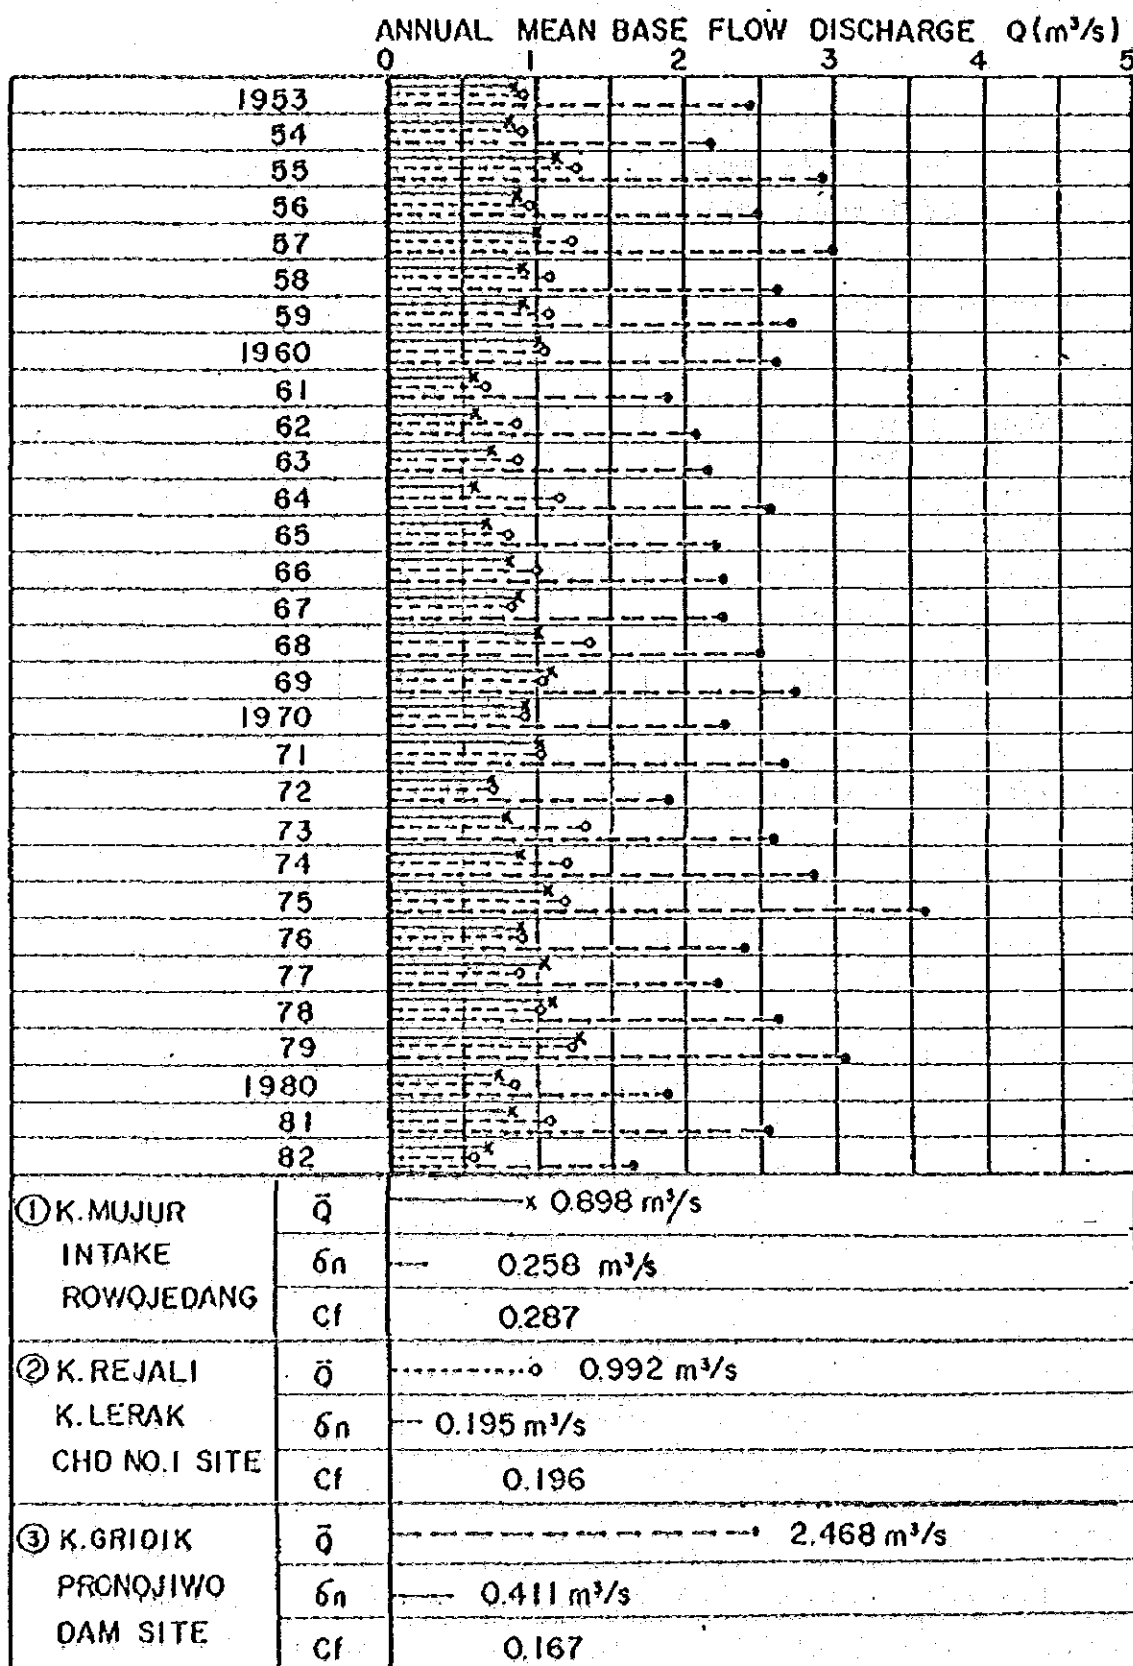 ANNUAL MEAN BASE FLOW DISCHARGE Q(m³/s)
0 1 2 3 4 5
1953
54
55
56
57
58
59
1960
61
62
63
64
65
66
67
68
69
1970
71
72
73
74
75
76
77
78
79
1980
81
82
① K.MUJUR
INTAKE
ROWOJEDANG
Q̄ x 0.898 m³/s
σn 0.258 m³/s
Cf 0.287
② K.REJALI
K.LERAK
CHD NO.1 SITE
Q̄ 0.992 m³/s
σn 0.195 m³/s
Cf 0.196
③ K.GRIDIK
PRONOJIWO
DAM SITE
Q̄ 2.468 m³/s
σn 0.411 m³/s
Cf 0.167